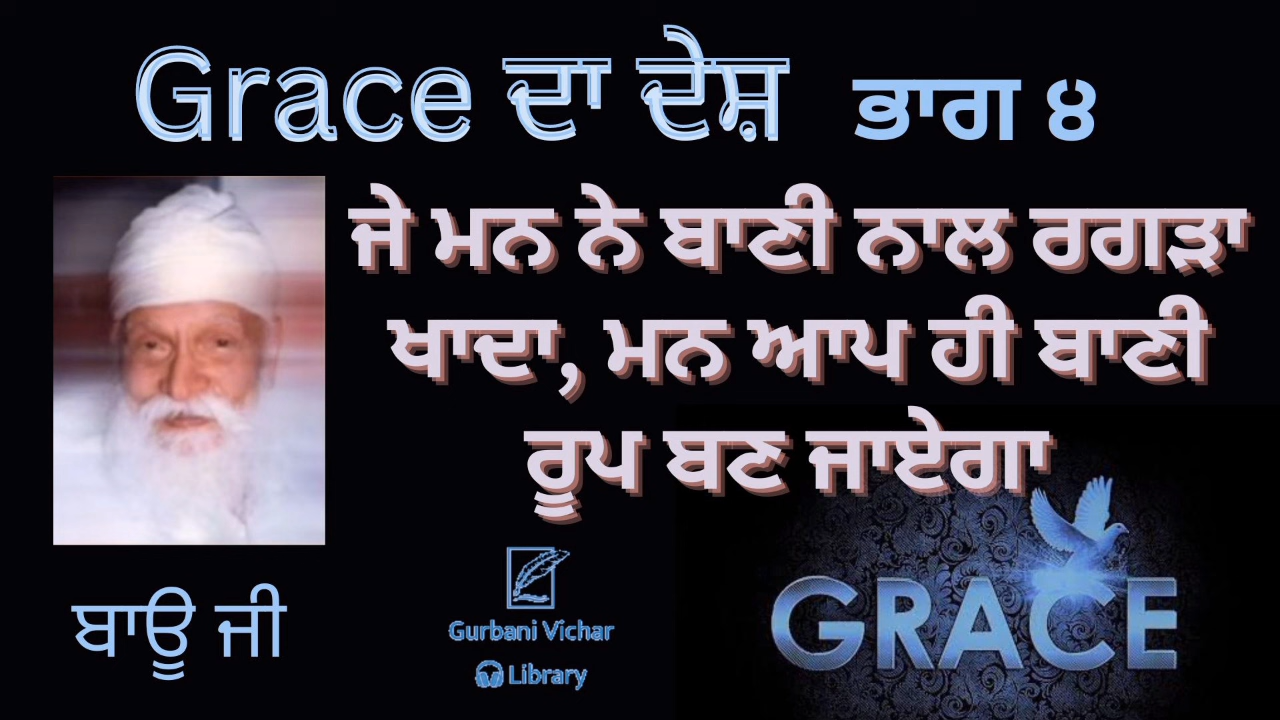 Grace ਦਾ ਦੇਸ਼ ਭਾਗ ੪
ਜੇ ਮਨ ਨੇ ਬਾਣੀ ਨਾਲ ਰਗੜਾ
ਖਾਦਾ, ਮਨ ਆਪ ਹੀ ਬਾਣੀ
ਰੂਪ ਬਣ ਜਾਏਗਾ
ਬਾਊ ਜੀ
Gurbani Vichar
Library
GRACE